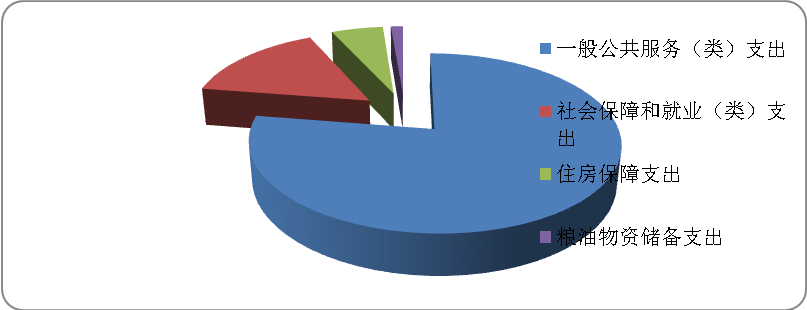 一般公共服务（类）支出
社会保障和就业（类）支
出
住房保障支出
粮油物资储备支出